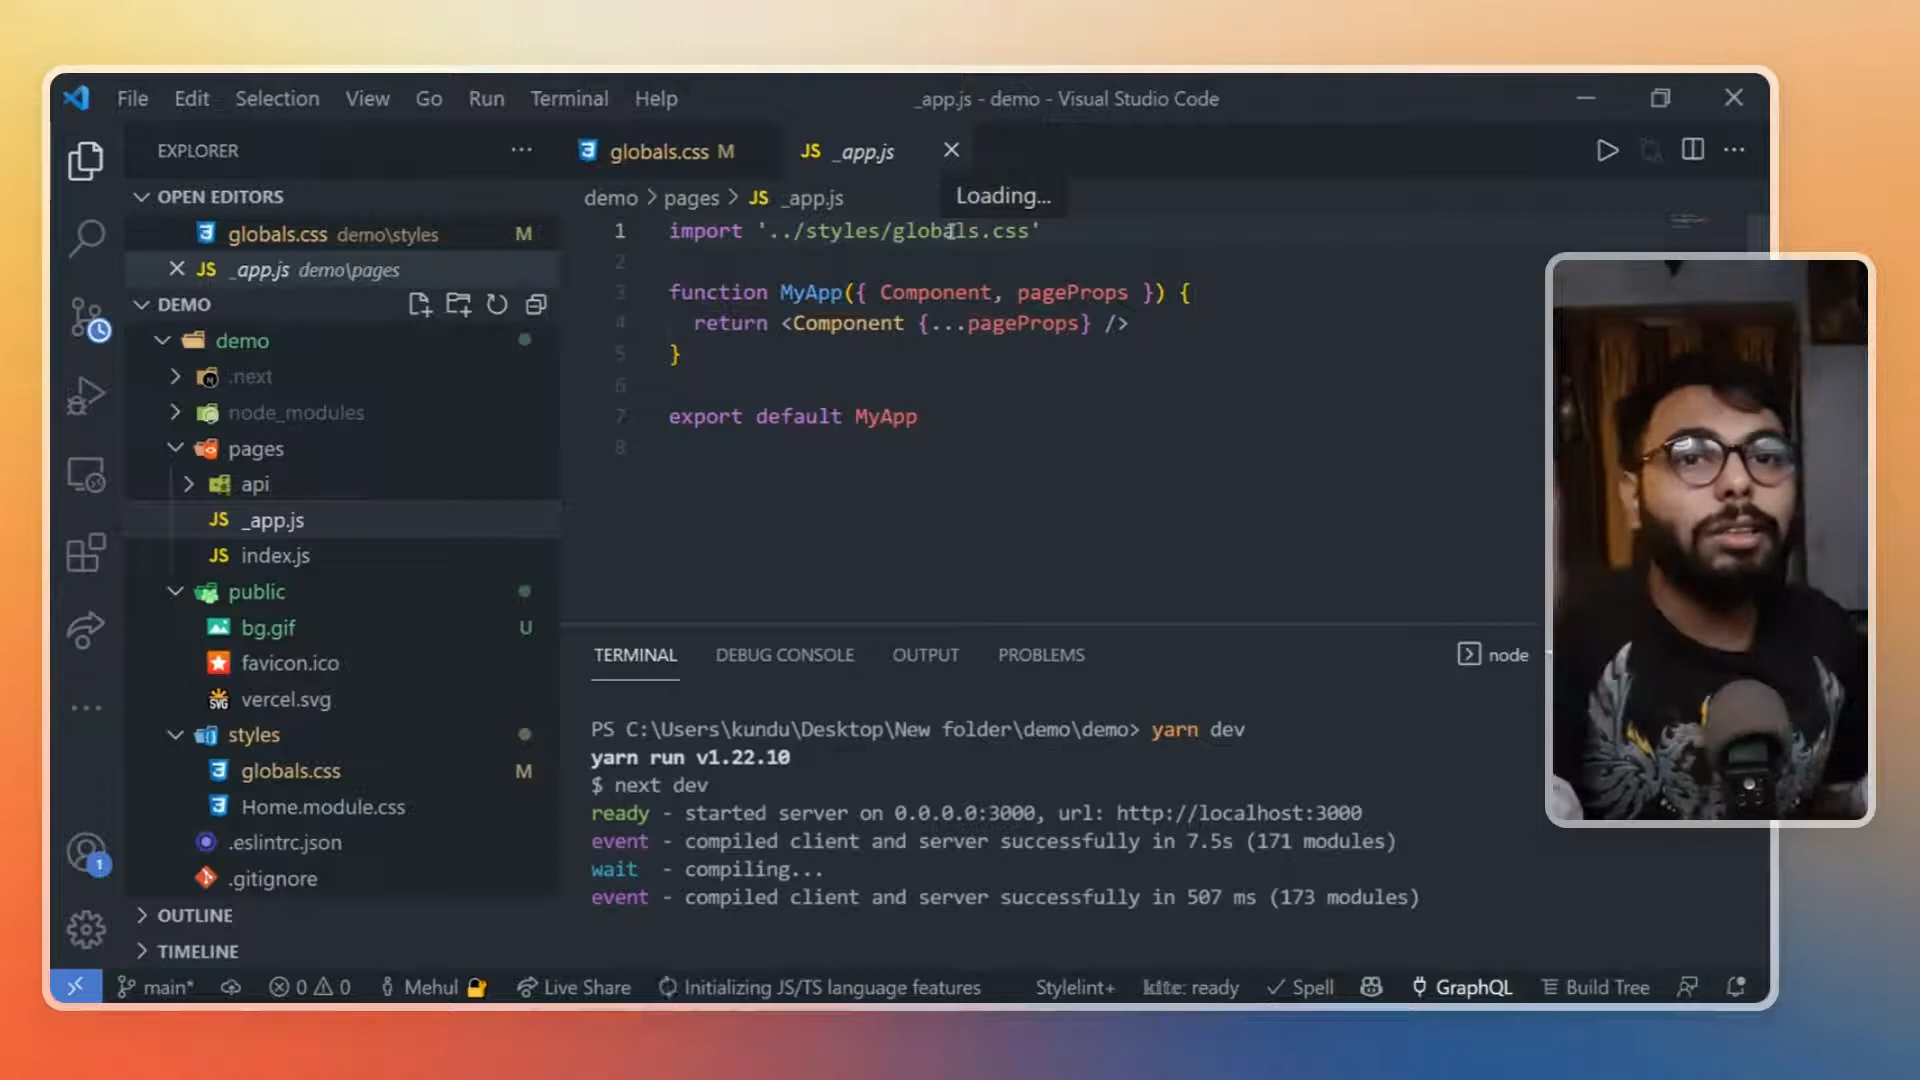 File Edit Selection View Go Run Terminal Help
_app.js - demo - Visual Studio Code
EXPLORER
globals.css M
JS _app.js
OPEN EDITORS
globals.css demo\styles M
JS _app.js demo\pages
DEMO
demo
.next
node_modules
pages
api
JS _app.js
JS index.js
public
bg.gif U
favicon.ico
SVG vercel.svg
styles
globals.css M
Home.module.css
.eslintrc.json
.gitignore
OUTLINE
TIMELINE
demo > pages > JS _app.js
Loading...
1 import '../styles/globals.css'
2
3 function MyApp({ Component, pageProps }) {
4 return <Component {...pageProps} />
5 }
6
7 export default MyApp
8
TERMINAL DEBUG CONSOLE OUTPUT PROBLEMS
node
PS C:\Users\kundu\Desktop\New folder\demo\demo> yarn dev
yarn run v1.22.10
$ next dev
ready - started server on 0.0.0.0:3000, url: http://localhost:3000
event - compiled client and server successfully in 7.5s (171 modules)
wait - compiling...
event - compiled client and server successfully in 507 ms (173 modules)
1
main* 0 0 Mehul Live Share Initializing JS/TS language features Stylelint+ kite: ready Spell GraphQL Build Tree